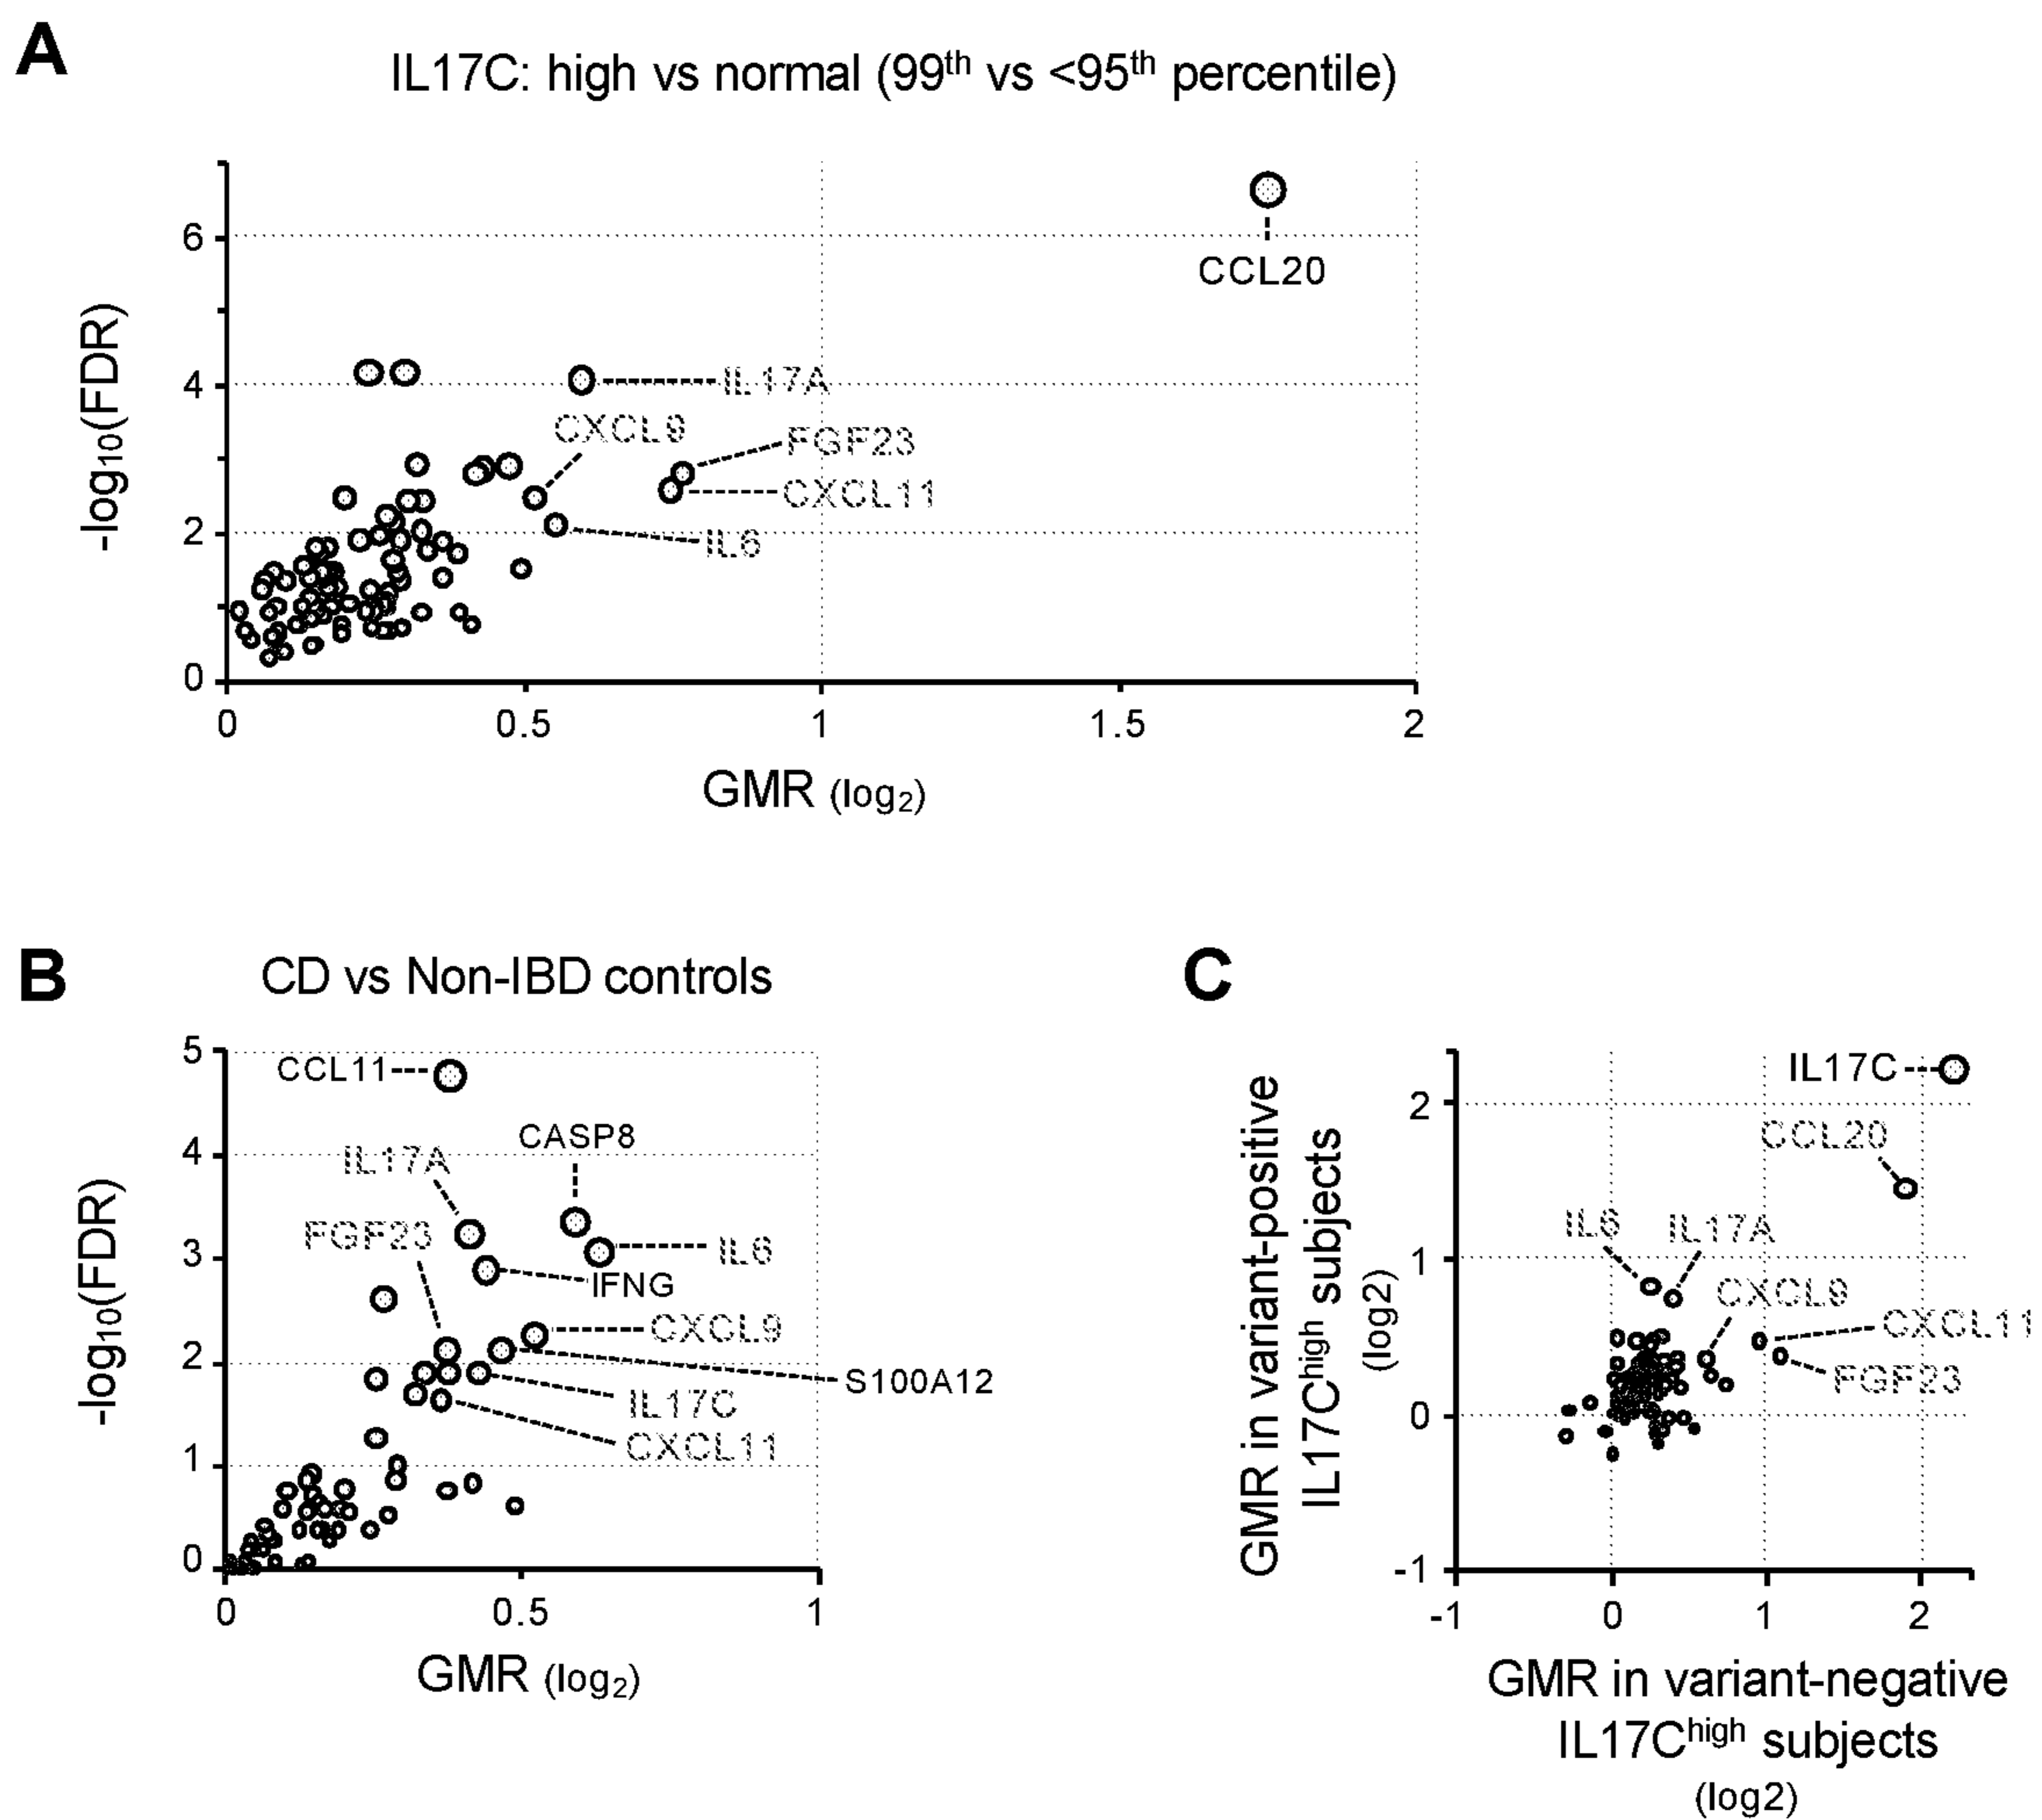 A
IL17C: high vs normal (99th vs <95th percentile)
-log10(FDR)
6
4
2
0
CCL20
IL17A
CXCL9
FGF23
CXCL11
IL6
0
0.5
1
1.5
2
GMR (log2)
B
CD vs Non-IBD controls
-log10(FDR)
5
4
3
2
1
0
CCL11
CASP8
IL17A
FGF23
IL6
IFNG
CXCL9
S100A12
IL17C
CXCL11
0
0.5
1
GMR (log2)
C
GMR in variant-positive
IL17Chigh subjects
(log2)
2
1
0
-1
IL17C
CCL20
IL6
IL17A
CXCL9
CXCL11
FGF23
-1
0
1
2
GMR in variant-negative
IL17Chigh subjects
(log2)